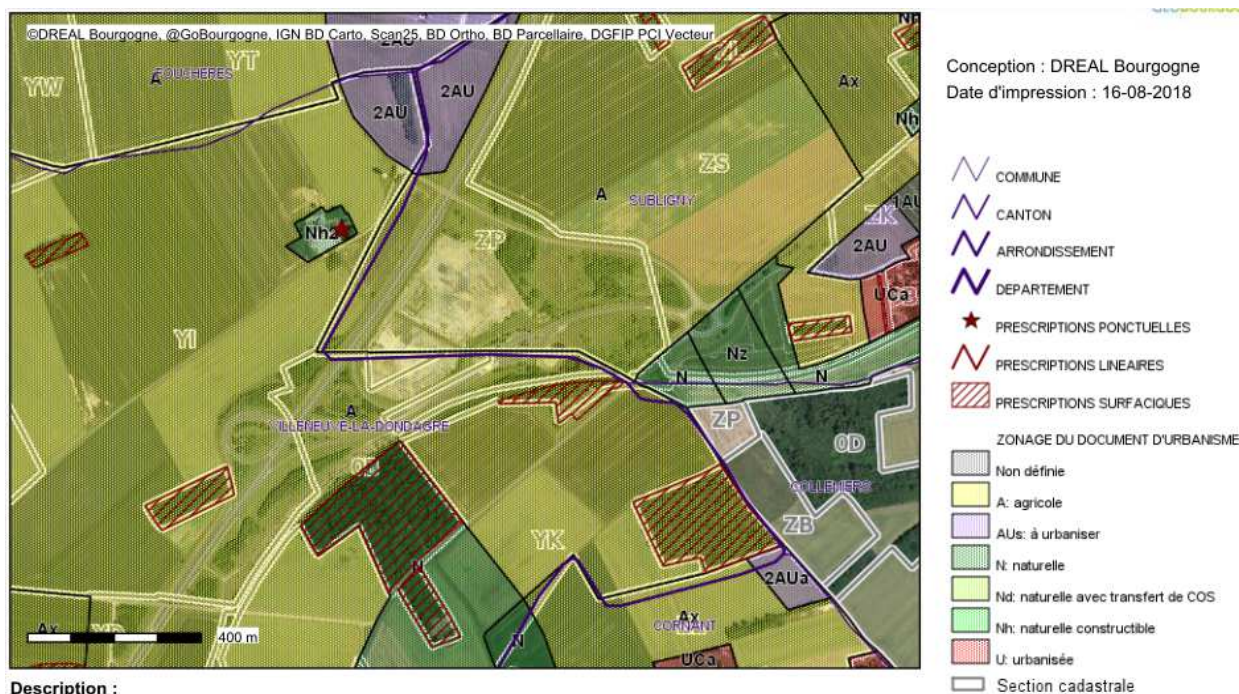 ©DREAL Bourgogne, @GoBourgogne, IGN BD Carto, Scan25, BD Ortho, BD Parcellaire, DGFIP PCI Vecteur
Conception : DREAL Bourgogne
Date d'impression : 16-08-2018
2AU
YT
YW
A
FOUCHERES
2AU
2AU
Ax
Nh
Nh
ZS
A
SUBLIGNY
ZK
1AU
2AU
Nh2
ZP
UCa
YI
Nz
N
N
A
VILLENEUVE-LA-DONDAGRE
ZP
0D
COLLEMIERS
ZB
YK
N
2AUa
Ax
CORNANT
N
UCa
Ax
400 m
COMMUNE
CANTON
ARRONDISSEMENT
DEPARTEMENT
PRESCRIPTIONS PONCTUELLES
PRESCRIPTIONS LINEAIRES
PRESCRIPTIONS SURFACIQUES
ZONAGE DU DOCUMENT D'URBANISME
Non définie
A: agricole
AUs: à urbaniser
N: naturelle
Nd: naturelle avec transfert de COS
Nh: naturelle constructible
U: urbanisée
Section cadastrale
Description :